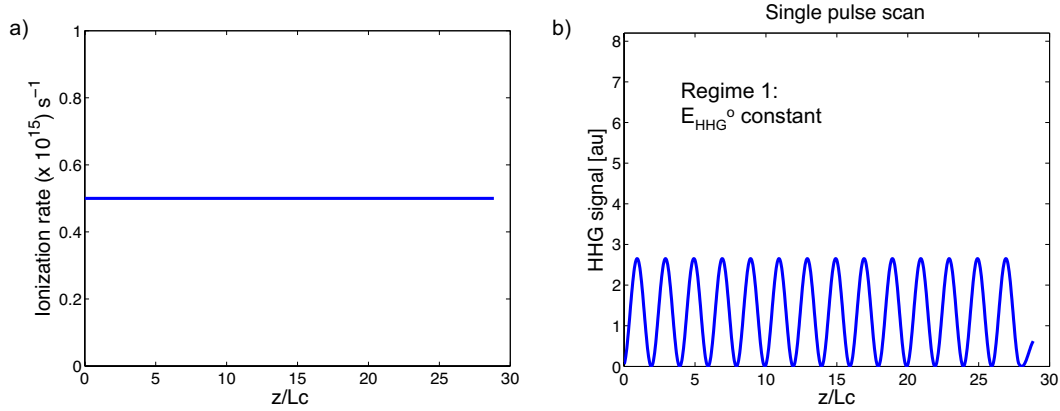 a)
Ionization rate (x 10¹⁵) s⁻¹
1
0.8
0.6
0.4
0.2
0
0 5 10 15 20 25 30
z/Lc
b)
Single pulse scan
HHG signal [au]
8
7
6
5
4
3
2
1
0
Regime 1:
E_HHG^o constant
0 5 10 15 20 25 30
z/Lc